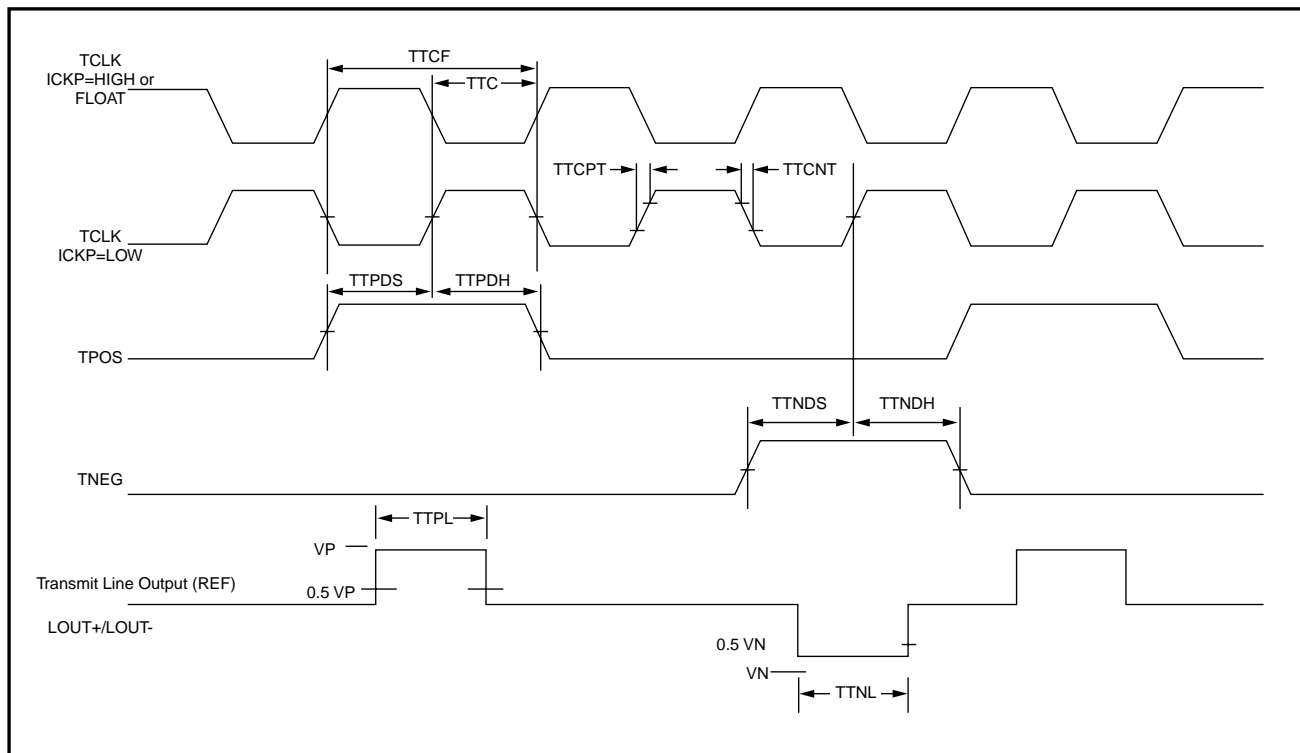 TCLK
ICKP=HIGH or
FLOAT
TTCF
TTC
TTCPT
TTCNT
TCLK
ICKP=LOW
TTPDS
TTPDH
TPOS
TTNDS
TTNDH
TNEG
TTPL
VP
Transmit Line Output (REF)
0.5 VP
LOUT+/LOUT-
0.5 VN
VN
TTNL